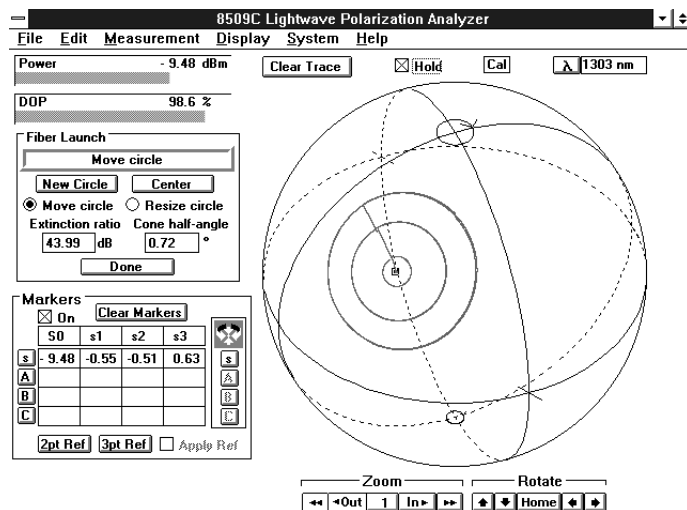 8509C Lightwave Polarization Analyzer
File Edit Measurement Display System Help
Power - 9.48 dBm
Clear Trace Hold Cal λ 1303 nm
DOP 98.6 %
Fiber Launch
Move circle
New Circle Center
Move circle Resize circle
Extinction ratio Cone half-angle
43.99 dB 0.72 °
Done
Markers
On Clear Markers
S0 s1 s2 s3
s - 9.48 -0.55 -0.51 0.63 s
A A
B B
C C
2pt Ref 3pt Ref Apply Ref
Zoom Rotate
Out 1 In Home